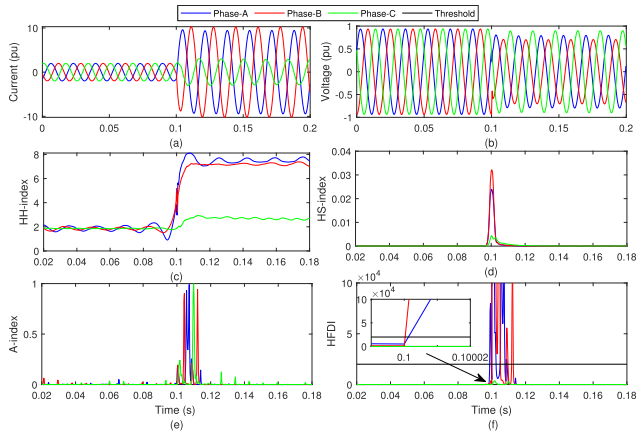 Phase-A Phase-B Phase-C Threshold
10
0
-10
Current (pu)
0 0.05 0.1 0.15 0.2
(a)
1
0.5
0
-0.5
-1
Voltage (pu)
0 0.05 0.1 0.15 0.2
(b)
8
6
4
2
0
HH-index
0.02 0.04 0.06 0.08 0.1 0.12 0.14 0.16 0.18
(c)
0.04
0.03
0.02
0.01
0
HS-index
0.02 0.04 0.06 0.08 0.1 0.12 0.14 0.16 0.18
(d)
1
0.5
0
A-index
0.02 0.04 0.06 0.08 0.1 0.12 0.14 0.16 0.18
Time (s)
(e)
×10⁴
10
8
6
4
2
0
HFDI
×10⁴
10
5
0
0.1 0.10002
0.02 0.04 0.06 0.08 0.1 0.12 0.14 0.16 0.18
Time (s)
(f)